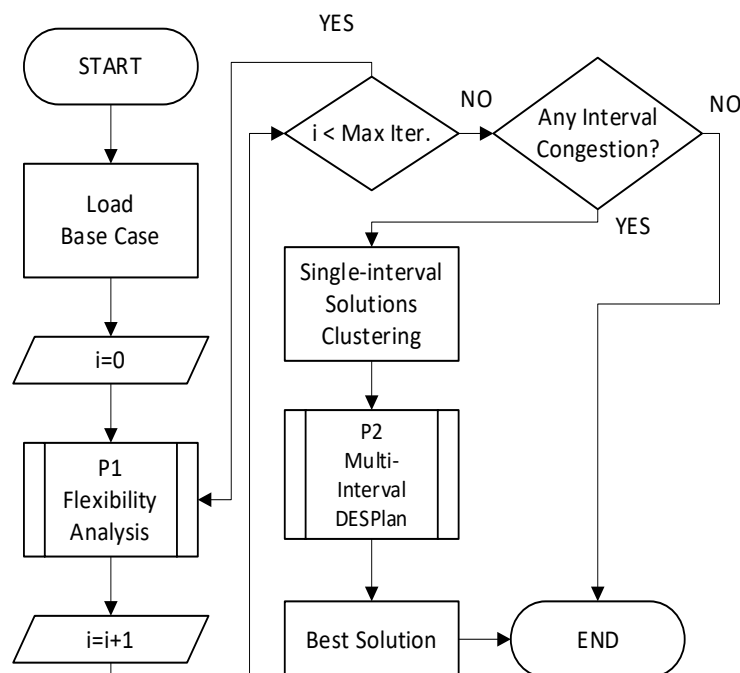 START
Load
Base Case
i=0
P1
Flexibility
Analysis
i=i+1
YES
i < Max Iter.
NO
Any Interval
Congestion?
NO
YES
Single-interval
Solutions
Clustering
P2
Multi-
Interval
DESPlan
Best Solution
END